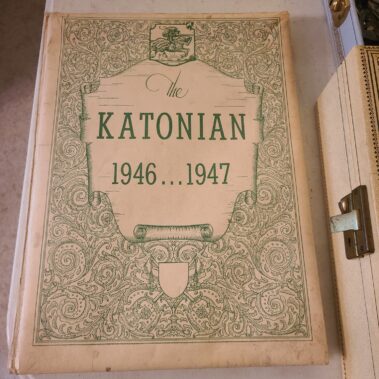 The
KATONIAN
1946...1947